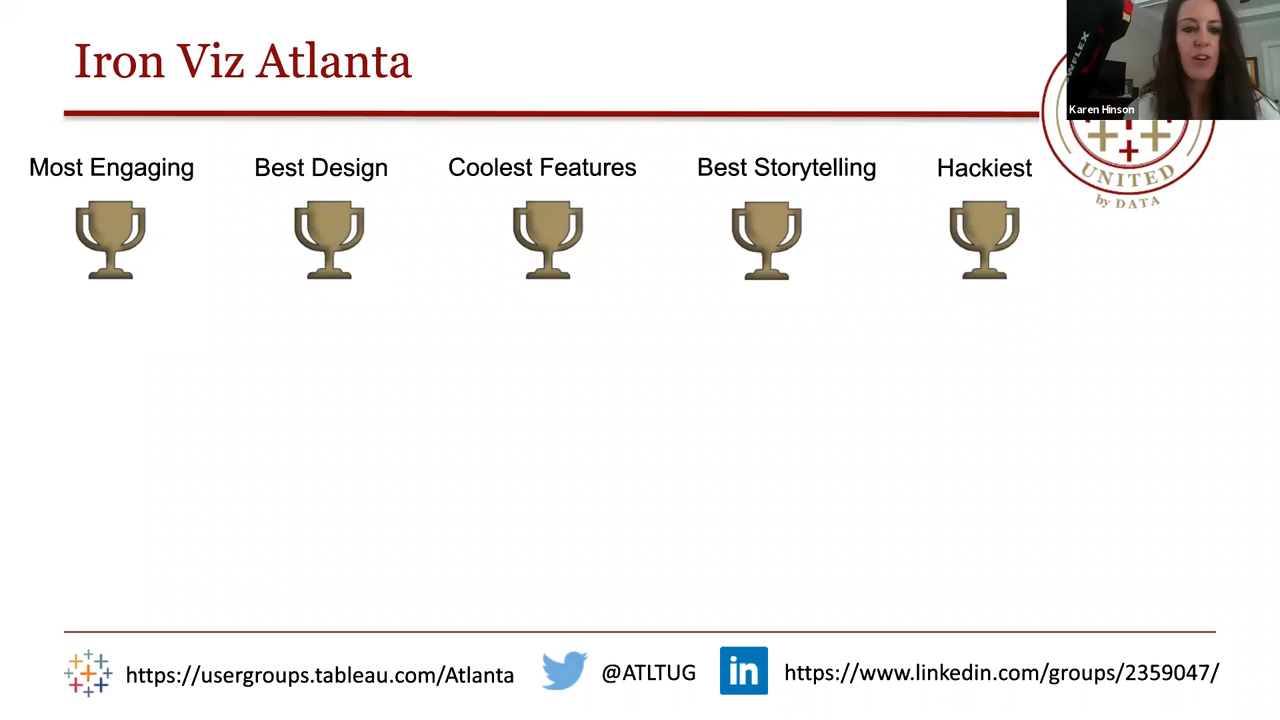 Iron Viz Atlanta
Karen Hinson
Most Engaging
Best Design
Coolest Features
Best Storytelling
Hackiest
UNITED
by DATA
https://usergroups.tableau.com/Atlanta
@ATLTUG
in
https://www.linkedin.com/groups/2359047/